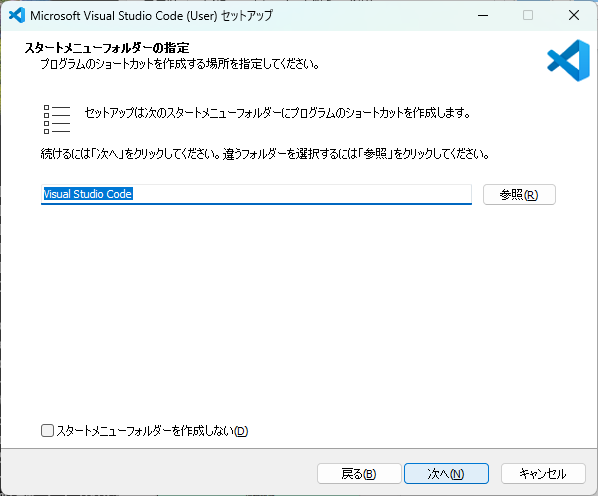 Microsoft Visual Studio Code (User) セットアップ
スタートメニューフォルダーの指定
プログラムのショートカットを作成する場所を指定してください。
セットアップは次のスタートメニューフォルダーにプログラムのショートカットを作成します。
続けるには「次へ」をクリックしてください。違うフォルダーを選択するには「参照」をクリックしてください。
Visual Studio Code 参照(R)
スタートメニューフォルダーを作成しない(D)
戻る(B) 次へ(N) キャンセル